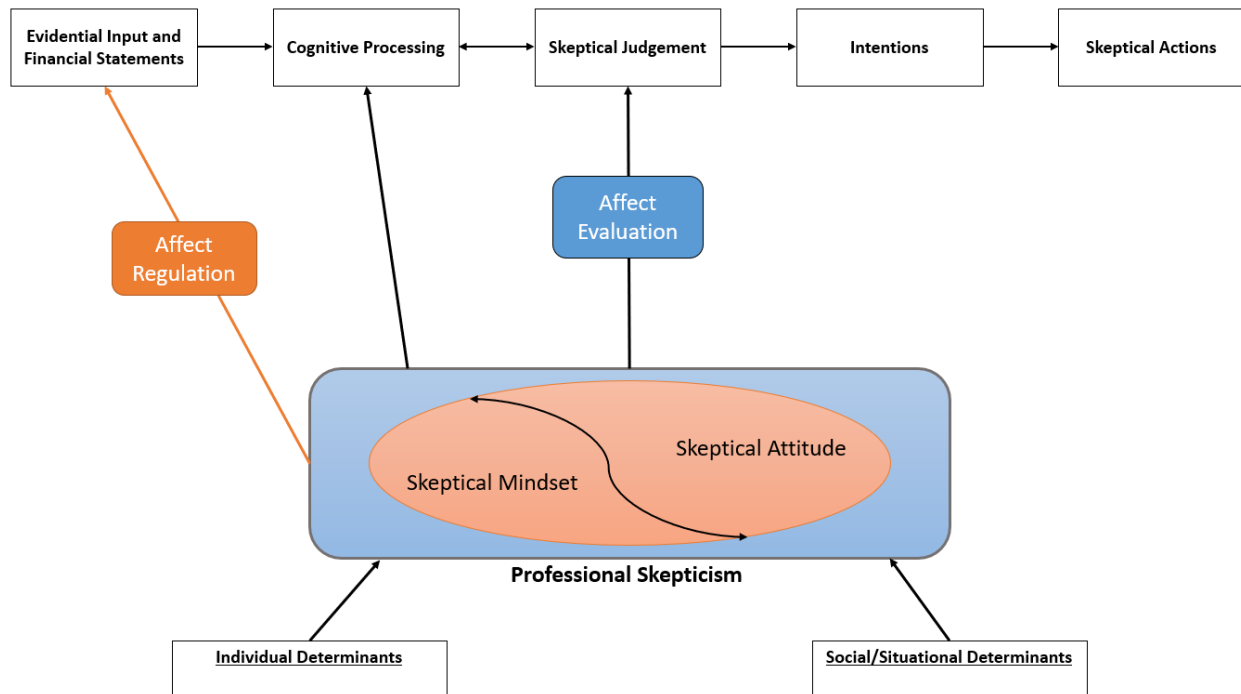 Evidential Input and
Financial Statements
Cognitive Processing
Skeptical Judgement
Intentions
Skeptical Actions
Affect
Regulation
Affect
Evaluation
Skeptical Attitude
Skeptical Mindset
Professional Skepticism
Individual Determinants
Social/Situational Determinants